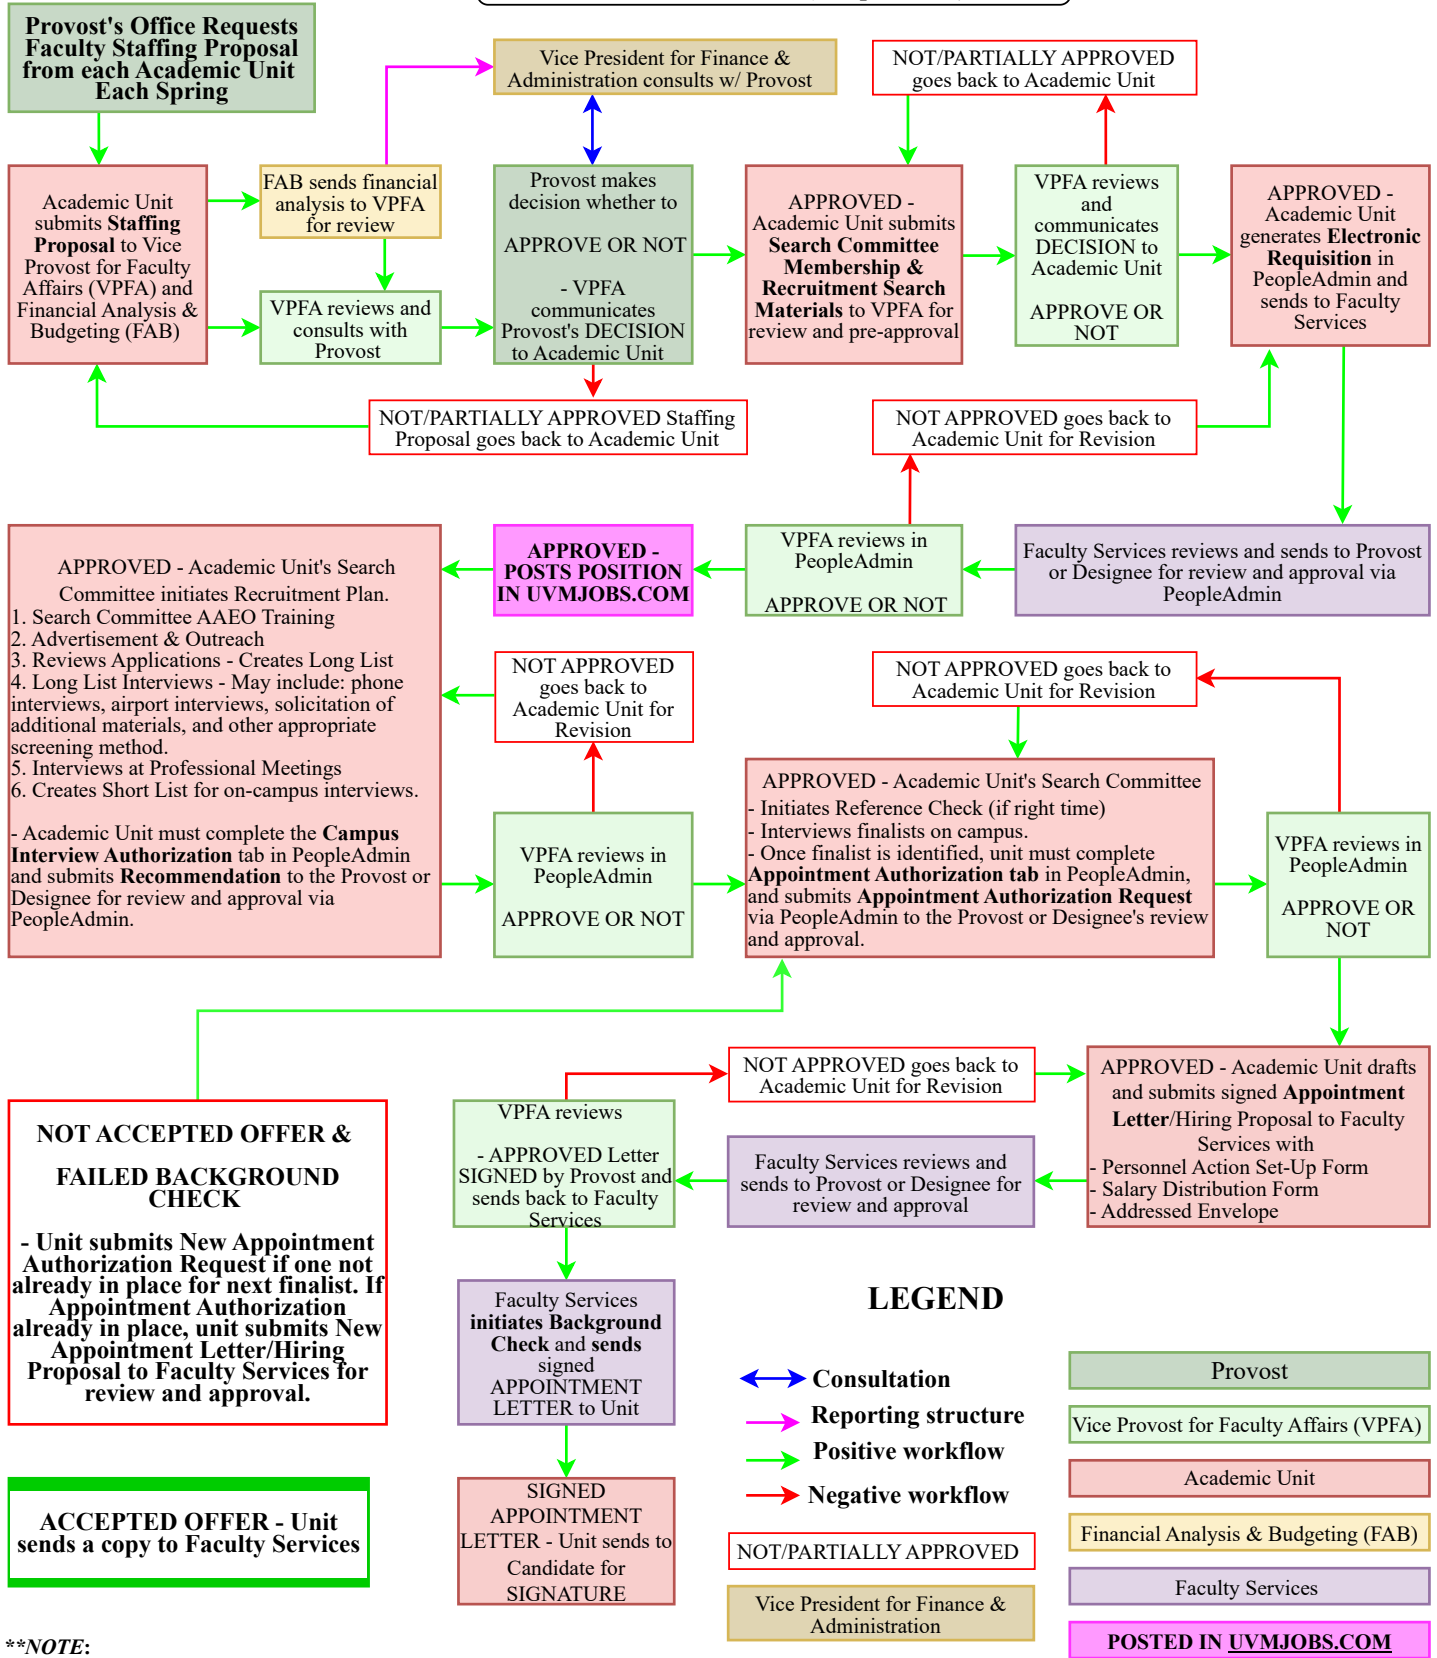 Provost's Office Requests
Faculty Staffing Proposal
from each Academic Unit
Each Spring
Vice President for Finance &
Administration consults w/ Provost
NOT/PARTIALLY APPROVED
goes back to Academic Unit
Academic Unit
submits Staffing
Proposal to Vice
Provost for Faculty
Affairs (VPFA) and
Financial Analysis &
Budgeting (FAB)
FAB sends financial
analysis to VPFA
for review
VPFA reviews and
consults with
Provost
Provost makes
decision whether to
APPROVE OR NOT
- VPFA
communicates
Provost's DECISION
to Academic Unit
APPROVED -
Academic Unit submits
Search Committee
Membership &
Recruitment Search
Materials to VPFA for
review and pre-approval
VPFA reviews
and
communicates
DECISION to
Academic Unit
APPROVE OR
NOT
APPROVED -
Academic Unit
generates Electronic
Requisition in
PeopleAdmin and
sends to Faculty
Services
NOT/PARTIALLY APPROVED Staffing
Proposal goes back to Academic Unit
NOT APPROVED goes back to
Academic Unit for Revision
APPROVED - Academic Unit's Search
Committee initiates Recruitment Plan.
1. Search Committee AAEO Training
2. Advertisement & Outreach
3. Reviews Applications - Creates Long List
4. Long List Interviews - May include: phone
interviews, airport interviews, solicitation of
additional materials, and other appropriate
screening method.
5. Interviews at Professional Meetings
6. Creates Short List for on-campus interviews.
- Academic Unit must complete the Campus
Interview Authorization tab in PeopleAdmin
and submits Recommendation to the Provost or
Designee for review and approval via
PeopleAdmin.
APPROVED -
POSTS POSITION
IN UVMJOBS.COM
VPFA reviews in
PeopleAdmin
APPROVE OR NOT
Faculty Services reviews and sends to Provost
or Designee for review and approval via
PeopleAdmin
NOT APPROVED
goes back to
Academic Unit for
Revision
NOT APPROVED goes back to
Academic Unit for Revision
VPFA reviews in
PeopleAdmin
APPROVE OR NOT
APPROVED - Academic Unit's Search Committee
- Initiates Reference Check (if right time)
- Interviews finalists on campus.
- Once finalist is identified, unit must complete
Appointment Authorization tab in PeopleAdmin,
and submits Appointment Authorization Request
via PeopleAdmin to the Provost or Designee's review
and approval.
VPFA reviews in
PeopleAdmin
APPROVE OR
NOT
NOT ACCEPTED OFFER &
FAILED BACKGROUND
CHECK
- Unit submits New Appointment
Authorization Request if one not
already in place for next finalist. If
Appointment Authorization
already in place, unit submits New
Appointment Letter/Hiring
Proposal to Faculty Services for
review and approval.
VPFA reviews
- APPROVED Letter
SIGNED by Provost and
sends back to Faculty
Services
NOT APPROVED goes back to
Academic Unit for Revision
Faculty Services reviews and
sends to Provost or Designee for
review and approval
APPROVED - Academic Unit drafts
and submits signed Appointment
Letter/Hiring Proposal to Faculty
Services with
- Personnel Action Set-Up Form
- Salary Distribution Form
- Addressed Envelope
Faculty Services
initiates Background
Check and sends
signed
APPOINTMENT
LETTER to Unit
SIGNED
APPOINTMENT
LETTER - Unit sends to
Candidate for
SIGNATURE
ACCEPTED OFFER - Unit
sends a copy to Faculty Services
LEGEND
Consultation
Reporting structure
Positive workflow
Negative workflow
NOT/PARTIALLY APPROVED
Vice President for Finance &
Administration
Provost
Vice Provost for Faculty Affairs (VPFA)
Academic Unit
Financial Analysis & Budgeting (FAB)
Faculty Services
POSTED IN UVMJOBS.COM
**NOTE: